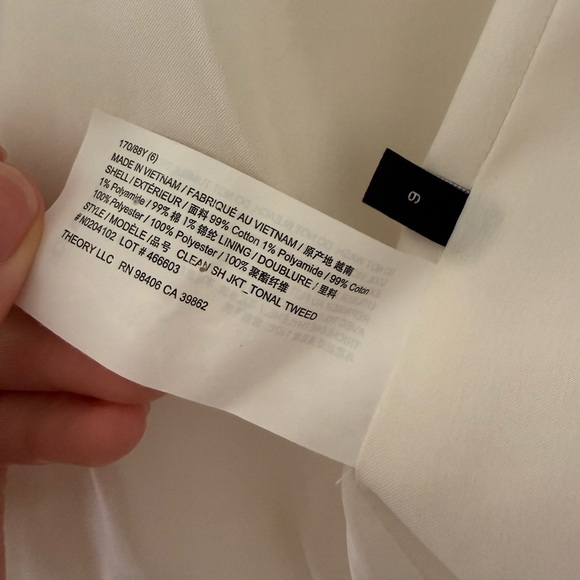 170/88Y (6)
MADE IN VIETNAM / FABRIQUÉ AU VIETNAM / 原产地 越南
SHELL / EXTÉRIEUR / 面料 99% Cotton 1% Polyamide / 99% Coton
1% Polyamide / 99% 棉 1% 锦纶 LINING / DOUBLURE / 里料
100% Polyester / 100% Polyester / 100% 聚酯纤维
STYLE / MODÈLE / 品号 CLEAN SH JKT_TONAL TWEED
# N0204102 LOT # 466603
THEORY LLC RN 98406 CA 39862
6